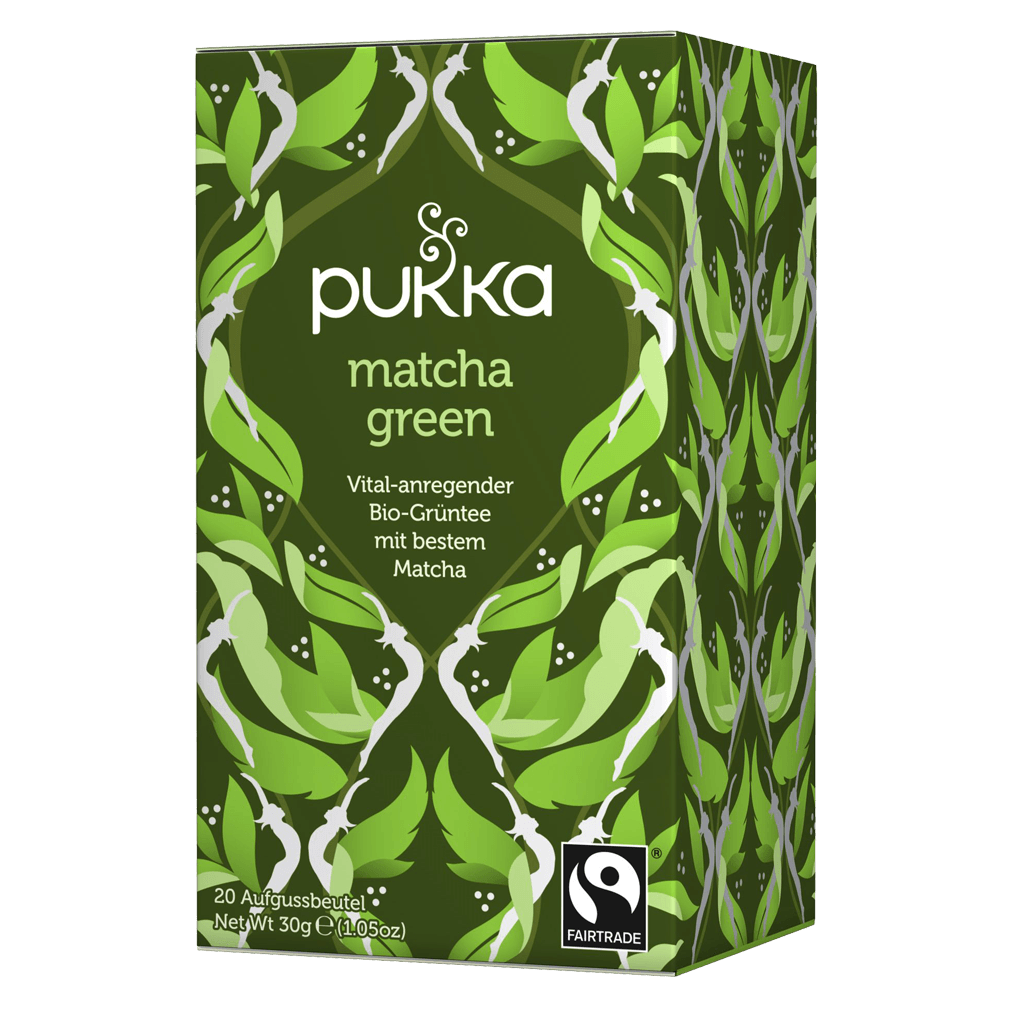 pukka
matcha
green
Vital-anregender
Bio-Grüntee
mit bestem
Matcha
20 Aufgussbeutel
Net Wt 30g ℮ (1.05oz)
®
FAIRTRADE